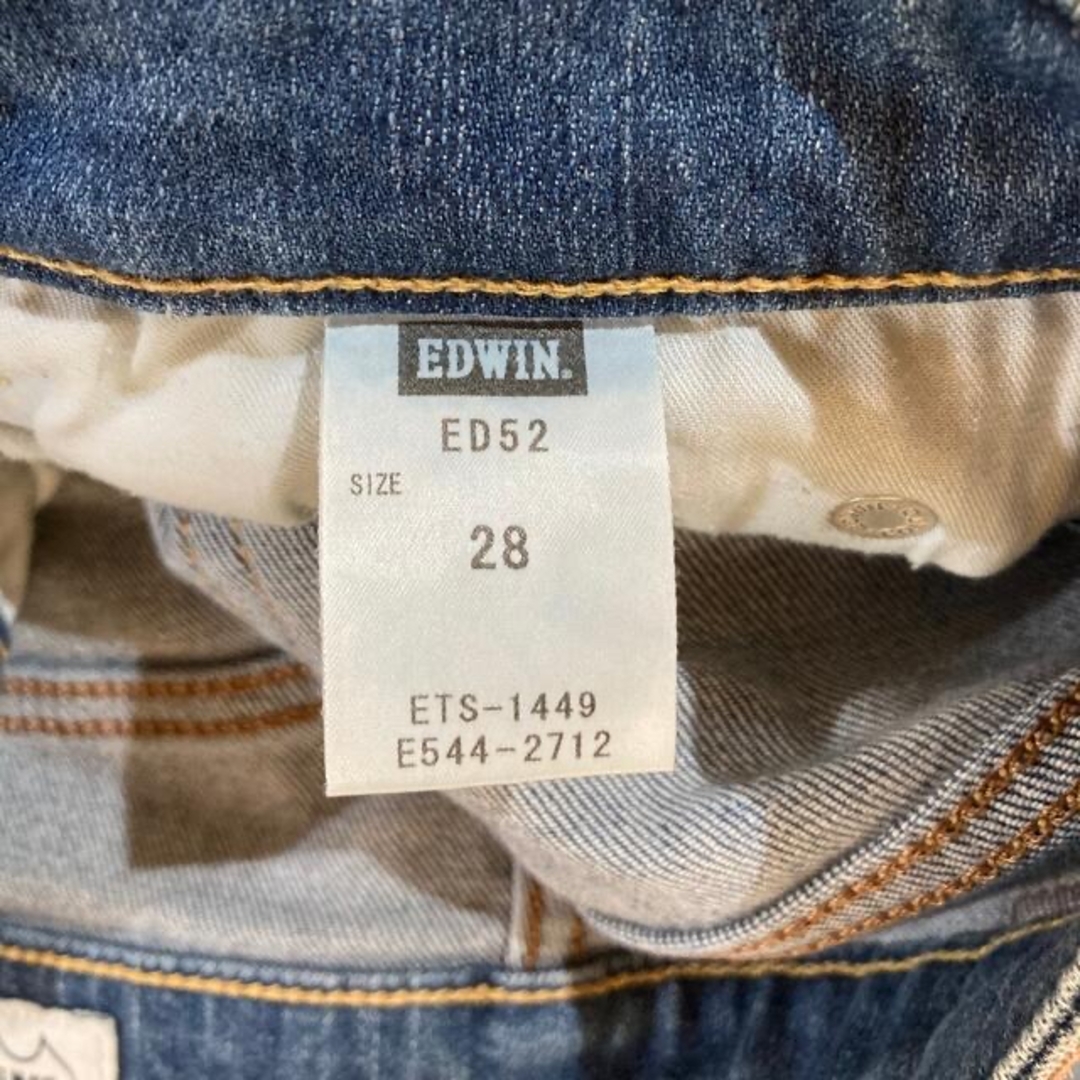 EDWIN.
ED52
SIZE
28
ETS-1449
E544-2712